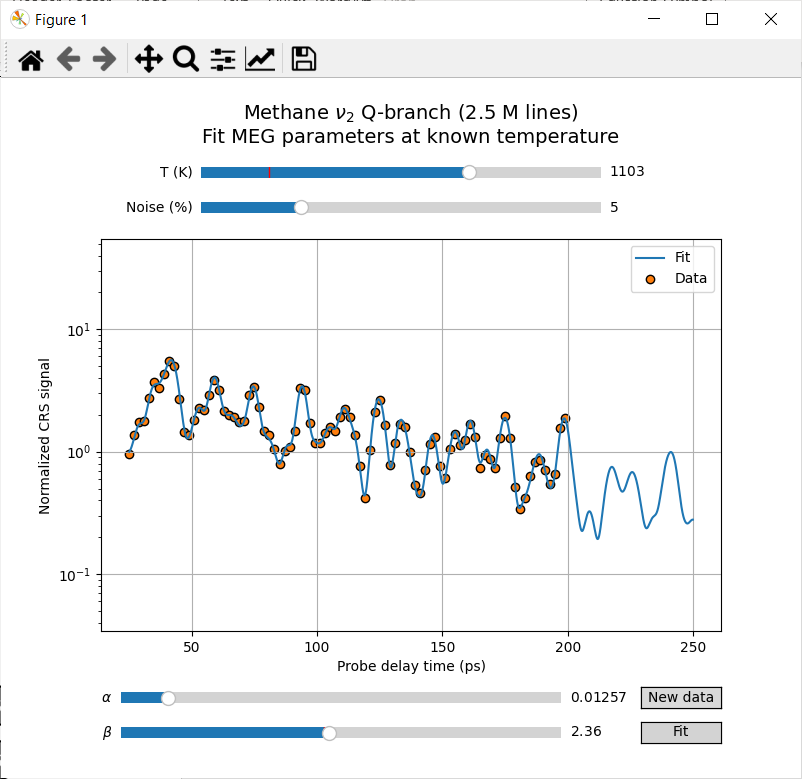 Figure 1
Methane ν₂ Q-branch (2.5 M lines)
Fit MEG parameters at known temperature
T (K) 1103
Noise (%) 5
Fit
Data
10¹
10⁰
10⁻¹
Normalized CRS signal
50 100 150 200 250
Probe delay time (ps)
α 0.01257 New data
β 2.36 Fit